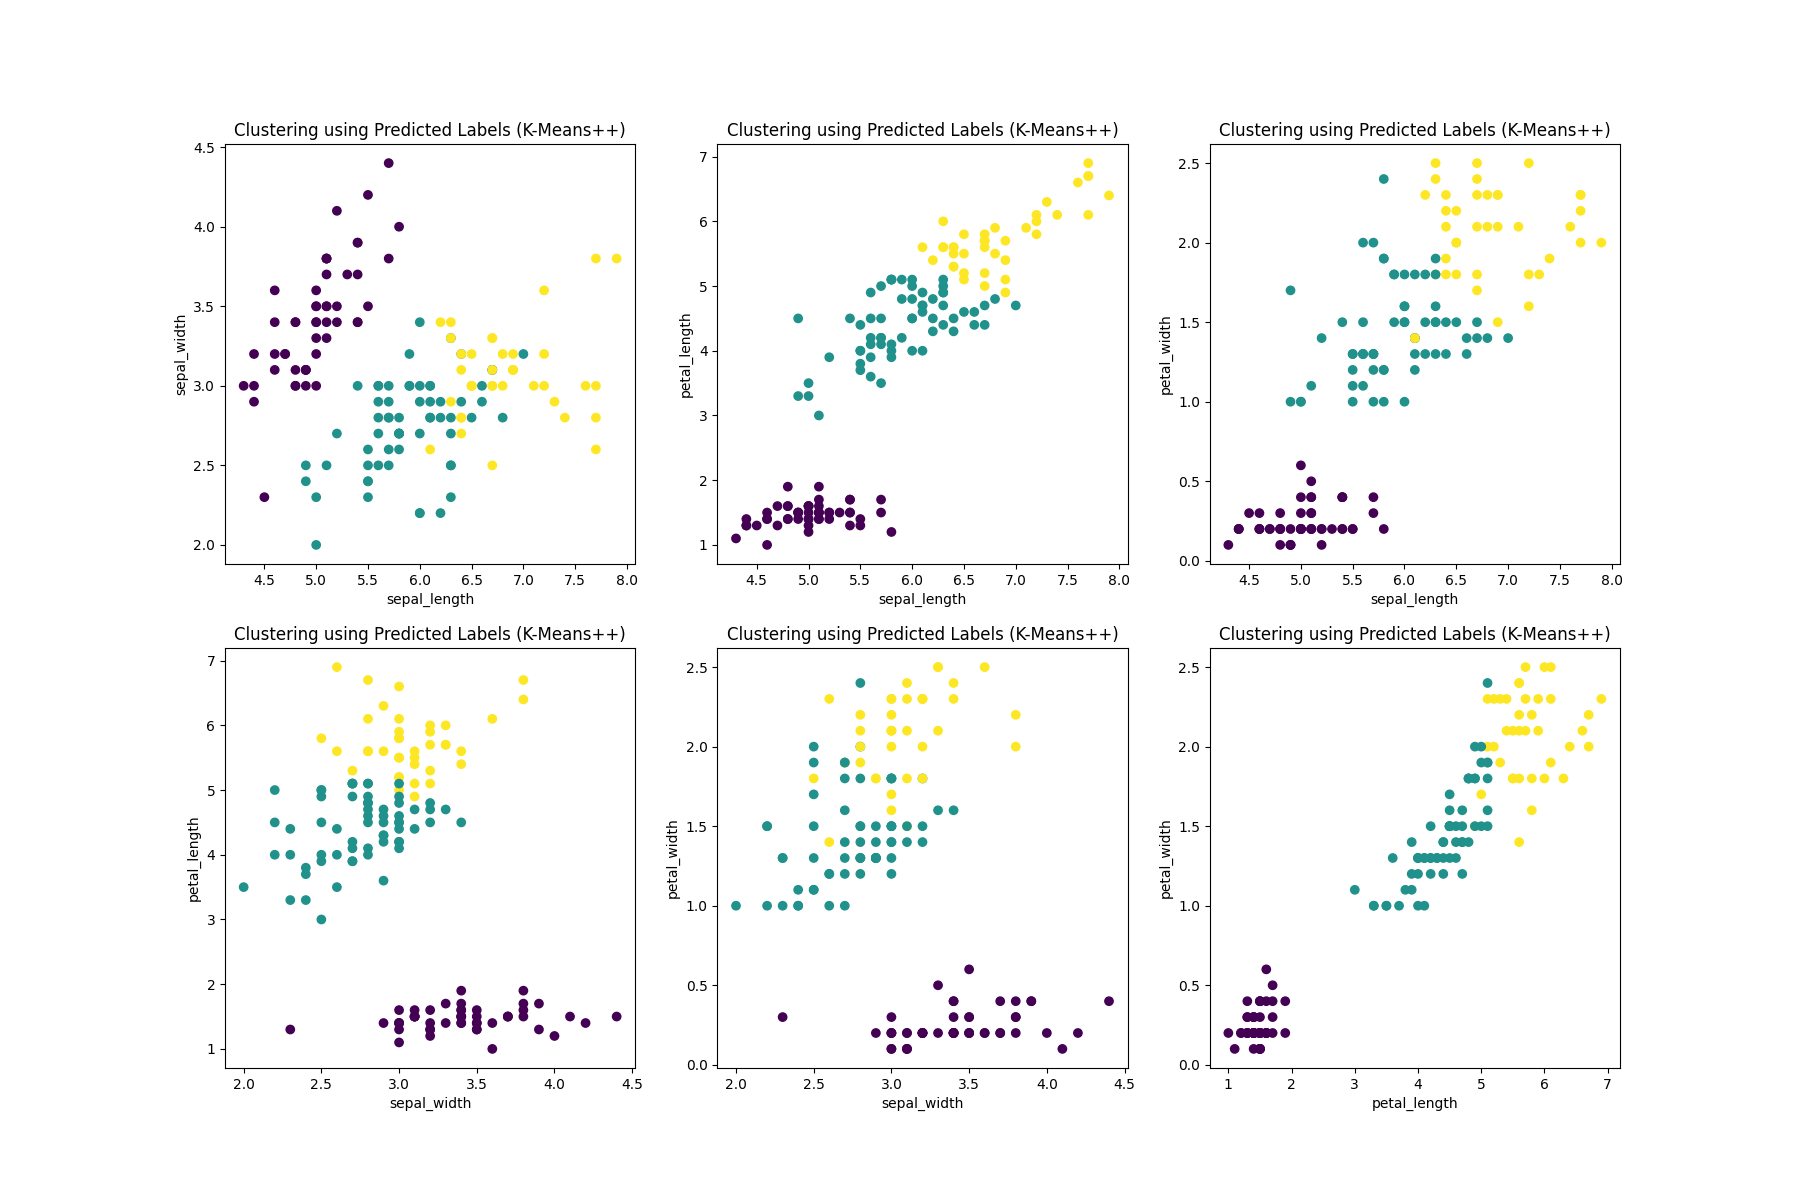 Clustering using Predicted Labels (K-Means++)
4.5
4.0
3.5
3.0
2.5
2.0
sepal_width
4.5 5.0 5.5 6.0 6.5 7.0 7.5 8.0
sepal_length
Clustering using Predicted Labels (K-Means++)
7
6
5
4
3
2
1
petal_length
4.5 5.0 5.5 6.0 6.5 7.0 7.5 8.0
sepal_length
Clustering using Predicted Labels (K-Means++)
2.5
2.0
1.5
1.0
0.5
0.0
petal_width
4.5 5.0 5.5 6.0 6.5 7.0 7.5 8.0
sepal_length
Clustering using Predicted Labels (K-Means++)
7
6
5
4
3
2
1
petal_length
2.0 2.5 3.0 3.5 4.0 4.5
sepal_width
Clustering using Predicted Labels (K-Means++)
2.5
2.0
1.5
1.0
0.5
0.0
petal_width
2.0 2.5 3.0 3.5 4.0 4.5
sepal_width
Clustering using Predicted Labels (K-Means++)
2.5
2.0
1.5
1.0
0.5
0.0
petal_width
1 2 3 4 5 6 7
petal_length